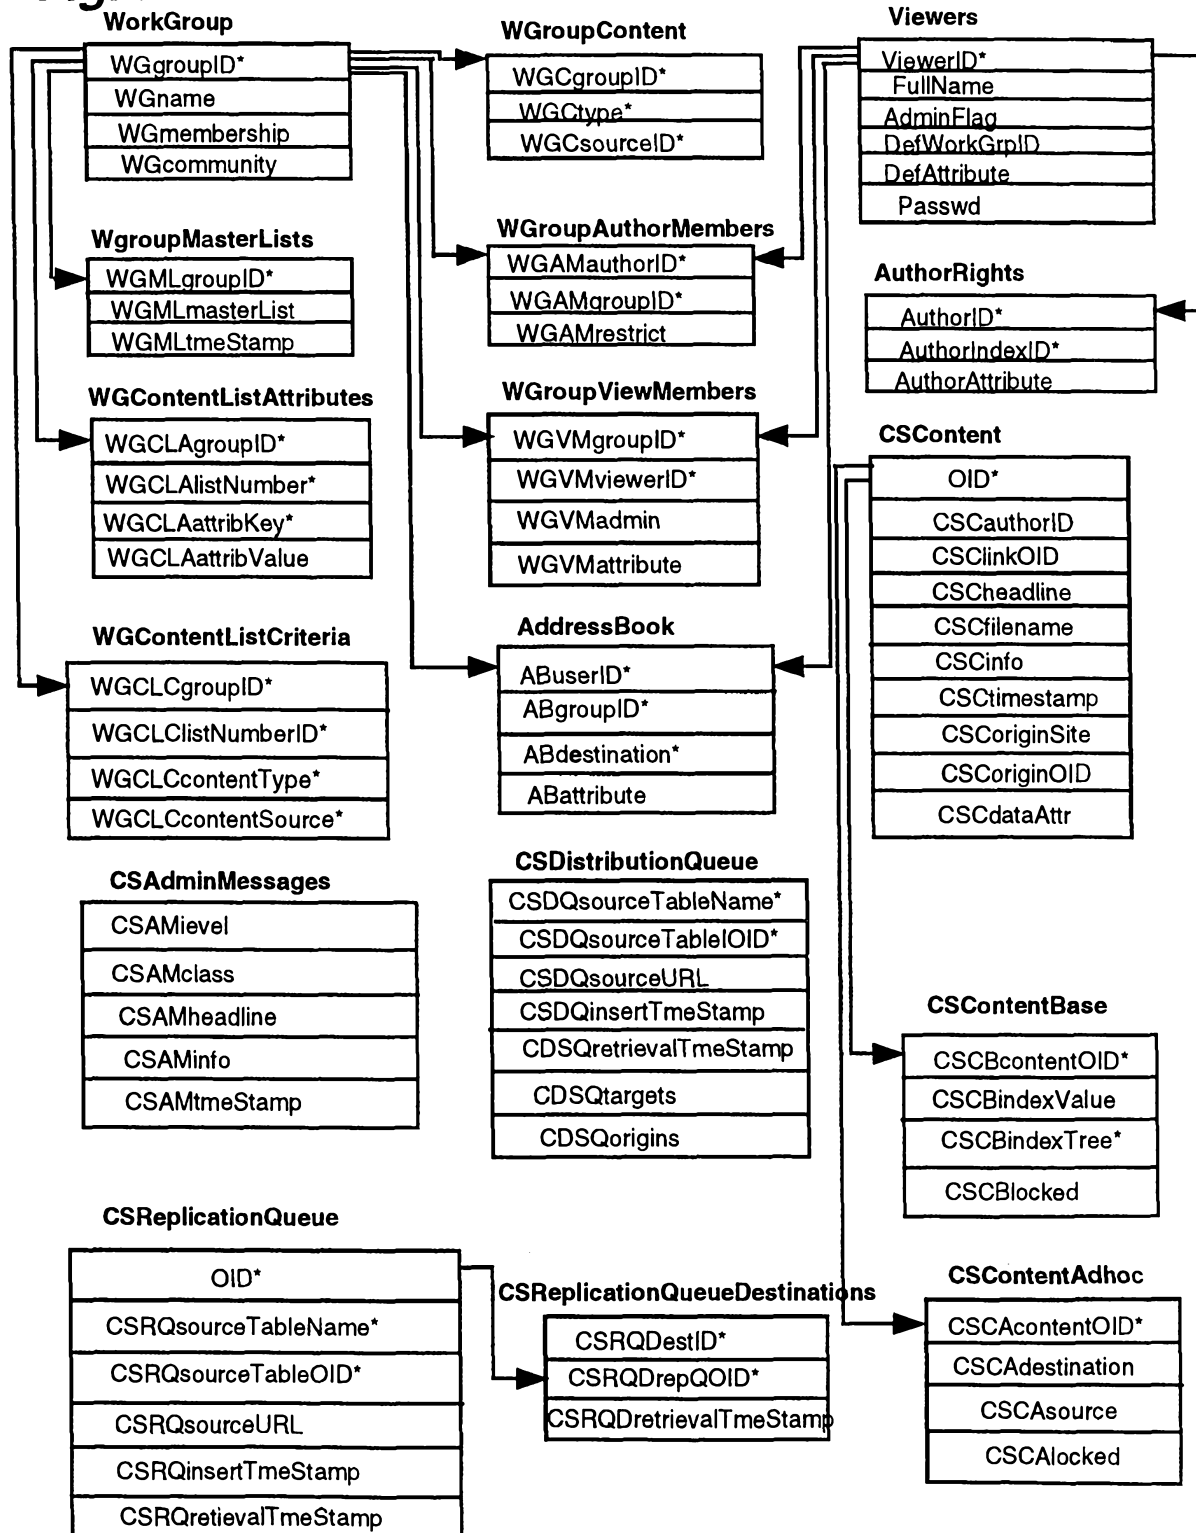 WorkGroup
WGgroupID*
WGname
WGmembership
WGcommunity
WGroupContent
WGCgroupID*
WGCtype*
WGCsourceID*
Viewers
ViewerID*
FullName
AdminFlag
DefWorkGrpID
DefAttribute
Passwd
WgroupMasterLists
WGMLgroupID*
WGMLmasterList
WGMLtmeStamp
WGroupAuthorMembers
WGAMauthorID*
WGAMgroupID*
WGAMrestrict
AuthorRights
AuthorID*
AuthorIndexID*
AuthorAttribute
WGContentListAttributes
WGCLAgroupID*
WGCLAlistNumber*
WGCLAattribKey*
WGCLAattribValue
WGroupViewMembers
WGVMgroupID*
WGVMviewerID*
WGVMadmin
WGVMattribute
CSContent
OID*
CSCauthorID
CSClinkOID
CSCheadline
CSCfilename
CSCinfo
CSCtimestamp
CSCoriginSite
CSCoriginOID
CSCdataAttr
WGContentListCriteria
WGCLCgroupID*
WGCLClistNumberID*
WGCLCcontentType*
WGCLCcontentSource*
AddressBook
ABuserID*
ABgroupID*
ABdestination*
ABattribute
CSAdminMessages
CSAMievel
CSAMclass
CSAMheadline
CSAMinfo
CSAMtmeStamp
CSDistributionQueue
CSDQsourceTableName*
CSDQsourceTableIOID*
CSDQsourceURL
CSDQinsertTmeStamp
CDSQretrievalTmeStamp
CDSQtargets
CDSQorigins
CSContentBase
CSCBcontentOID*
CSCBindexValue
CSCBindexTree*
CSCBlocked
CSReplicationQueue
OID*
CSRQsourceTableName*
CSRQsourceTableOID*
CSRQsourceURL
CSRQinsertTmeStamp
CSRQretievalTmeStamp
CSReplicationQueueDestinations
CSRQDestID*
CSRQDrepQOID*
CSRQDretrievalTmeStamp
CSContentAdhoc
CSCAcontentOID*
CSCAdestination
CSCAsource
CSCAlocked